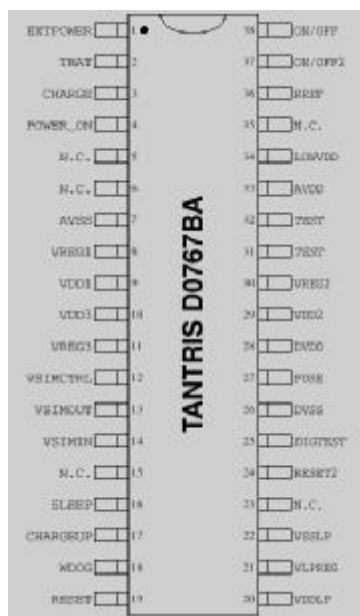 EXTPOWER 1 38 ON/OFF
TBAT 2 37 ON/OFF2
CHARGE 3 36 RREF
POWER_ON 4 35 N.C.
N.C. 5 34 LOWVDD
N.C. 6 33 AVDD
AVSS 7 32 TEST
VREG1 8 31 TEST
VDD1 9 30 VREG2
VDD3 10 29 VDD2
VREG3 11 28 DVDD
VSIMCTRL 12 27 FUSE
VSIMOUT 13 26 DVSS
VSIMIN 14 25 DIGTEST
N.C. 15 24 RESET2
SLEEP 16 23 N.C.
CHARGEUP 17 22 VSSLP
WDOG 18 21 VLPREG
RESET 19 20 VDDLP
TANTRIS D0767BA